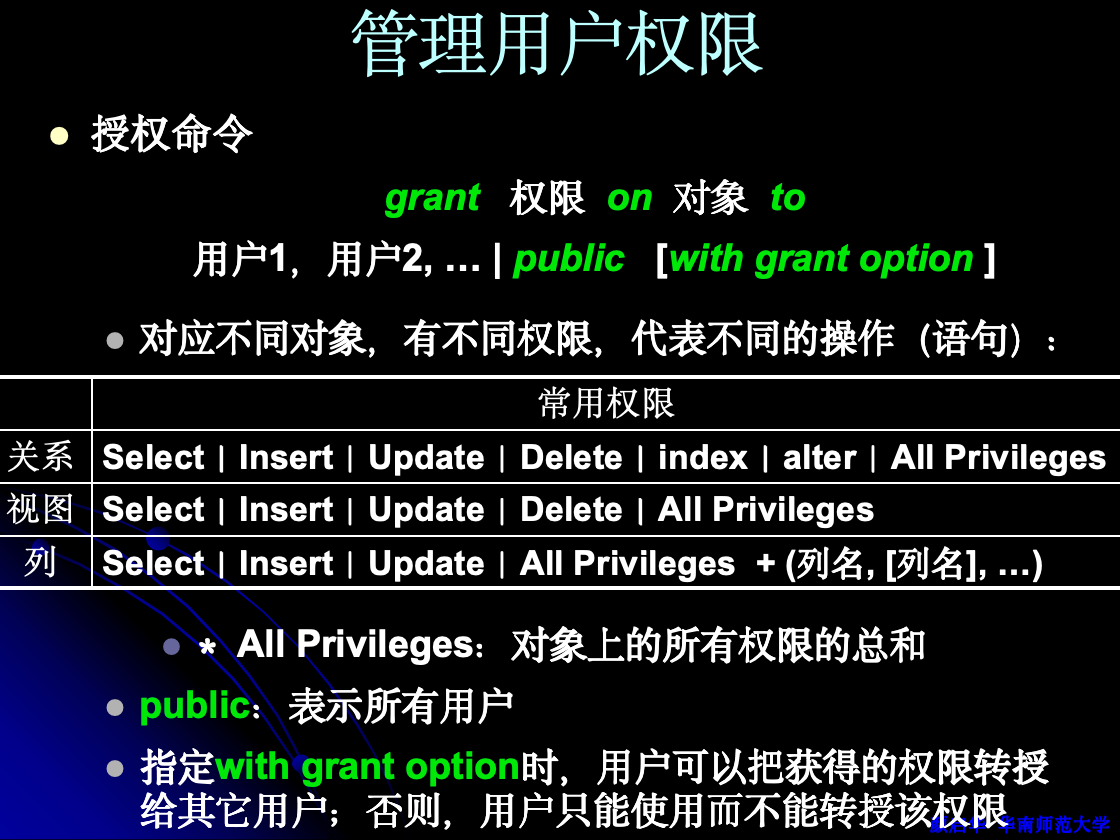 管理用户权限
授权命令
grant 权限 on 对象 to
用户1，用户2, … | public [with grant option ]
对应不同对象，有不同权限，代表不同的操作（语句）：
常用权限
关系 Select | Insert | Update | Delete | index | alter | All Privileges
视图 Select | Insert | Update | Delete | All Privileges
列 Select | Insert | Update | All Privileges + (列名, [列名], …)
* All Privileges：对象上的所有权限的总和
public：表示所有用户
指定with grant option时，用户可以把获得的权限转授
给其它用户；否则，用户只能使用而不能转授该权限
华南师范大学